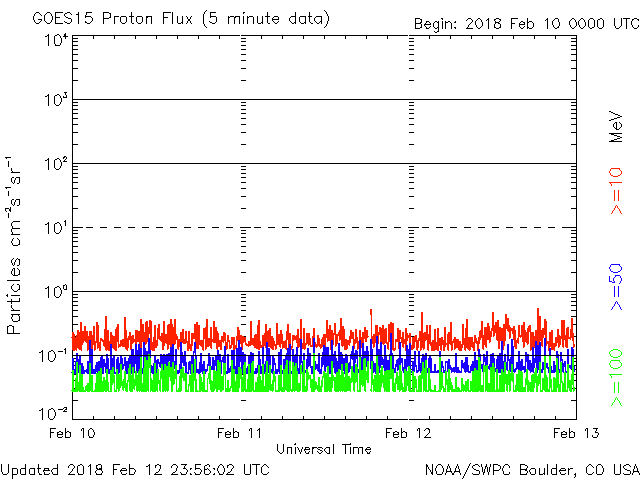 GOES15 Proton Flux (5 minute data)
Begin: 2018 Feb 10 0000 UTC
10⁴
10³
10²
10¹
10⁰
10⁻¹
10⁻²
Particles cm⁻²s⁻¹sr⁻¹
MeV
>=10
>=50
>=100
Feb 10
Feb 11
Feb 12
Feb 13
Universal Time
Updated 2018 Feb 12 23:56:02 UTC
NOAA/SWPC Boulder, CO USA